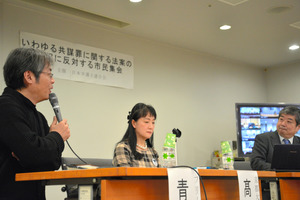 いわゆる共謀罪に関する法案の
に反対する市民集会
青
高